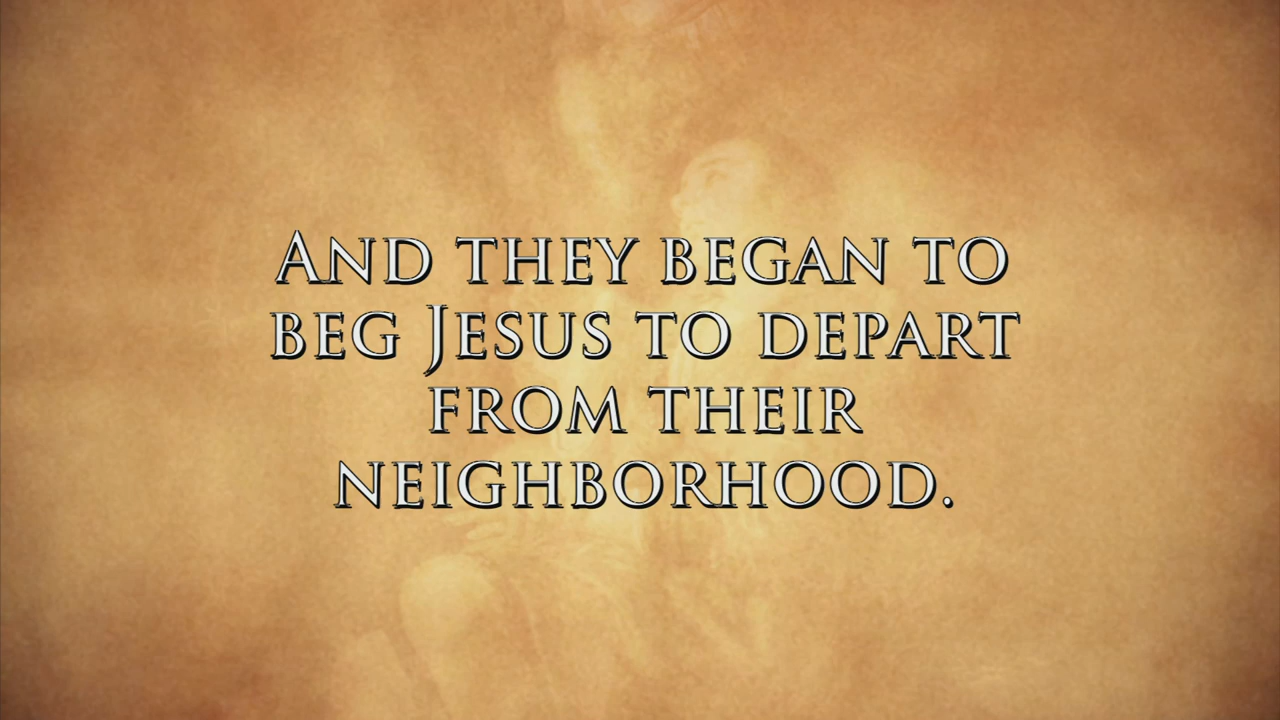 And they began to
beg Jesus to depart
from their
neighborhood.